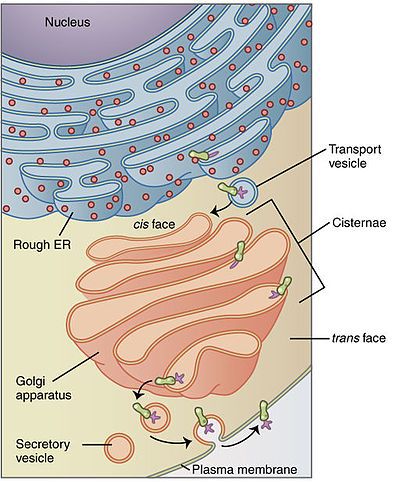 Nucleus
Transport
vesicle
cis face
Cisternae
Rough ER
trans face
Golgi
apparatus
Secretory
vesicle
Plasma membrane